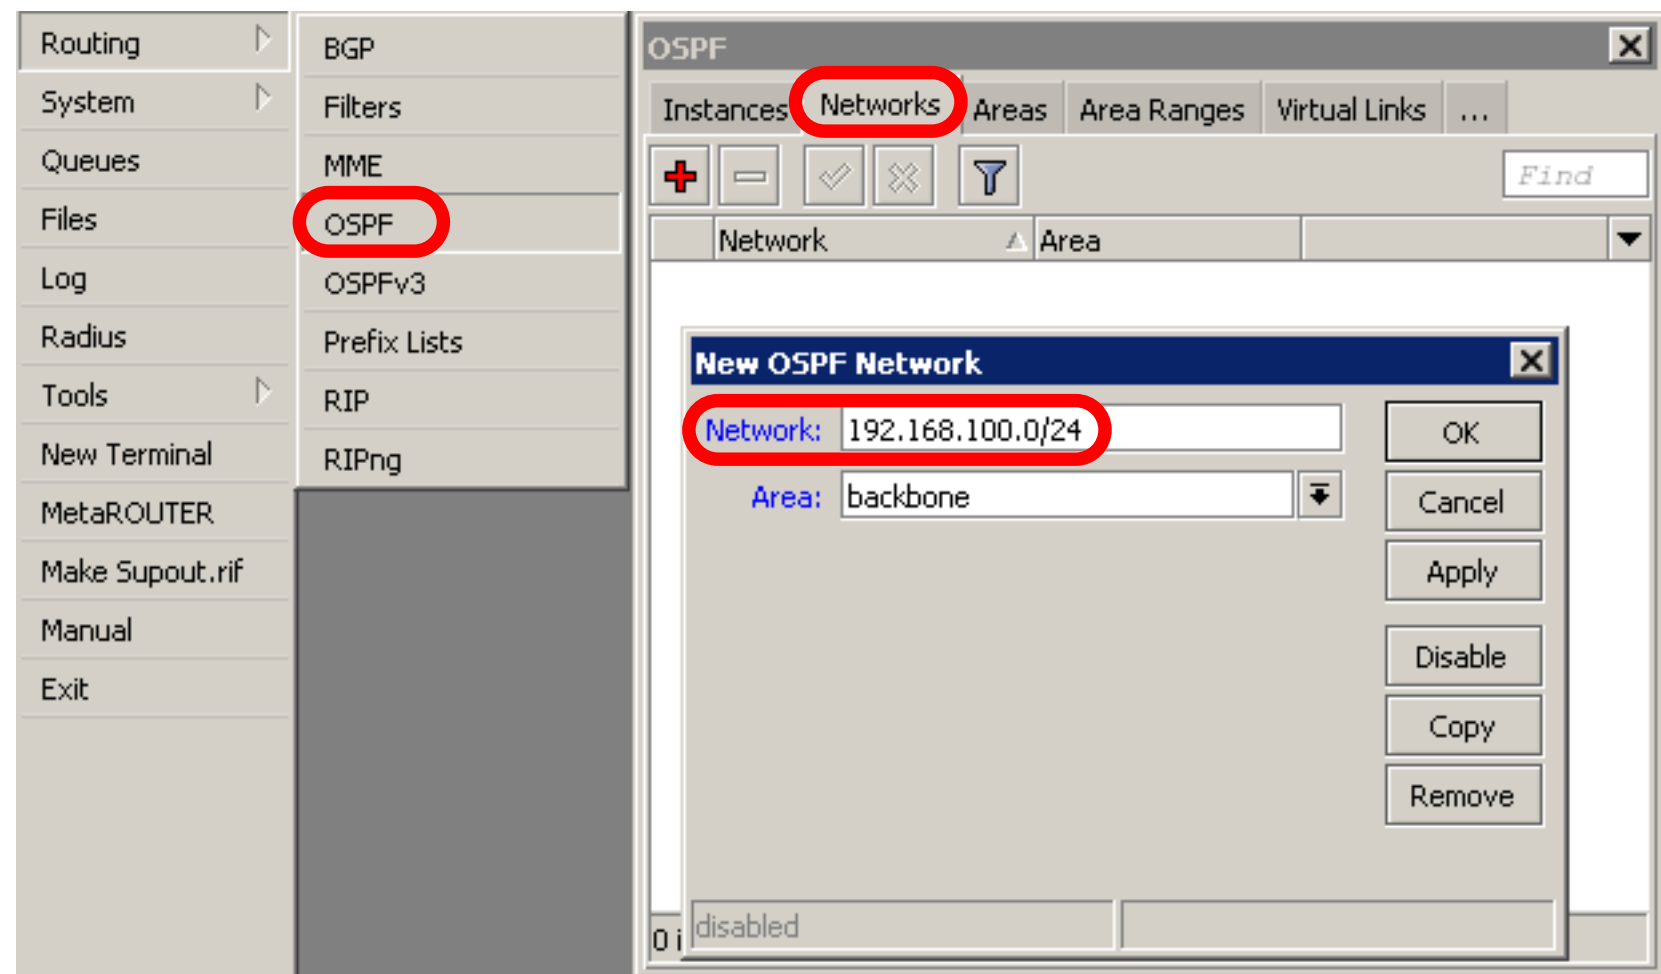 Routing
System
Queues
Files
Log
Radius
Tools
New Terminal
MetaROUTER
Make Supout.rif
Manual
Exit
BGP
Filters
MME
OSPF
OSPFv3
Prefix Lists
RIP
RIPng
OSPF
Instances Networks Areas Area Ranges Virtual Links ...
Find
Network Area
New OSPF Network
Network: 192.168.100.0/24
Area: backbone
OK
Cancel
Apply
Disable
Copy
Remove
disabled
0 i